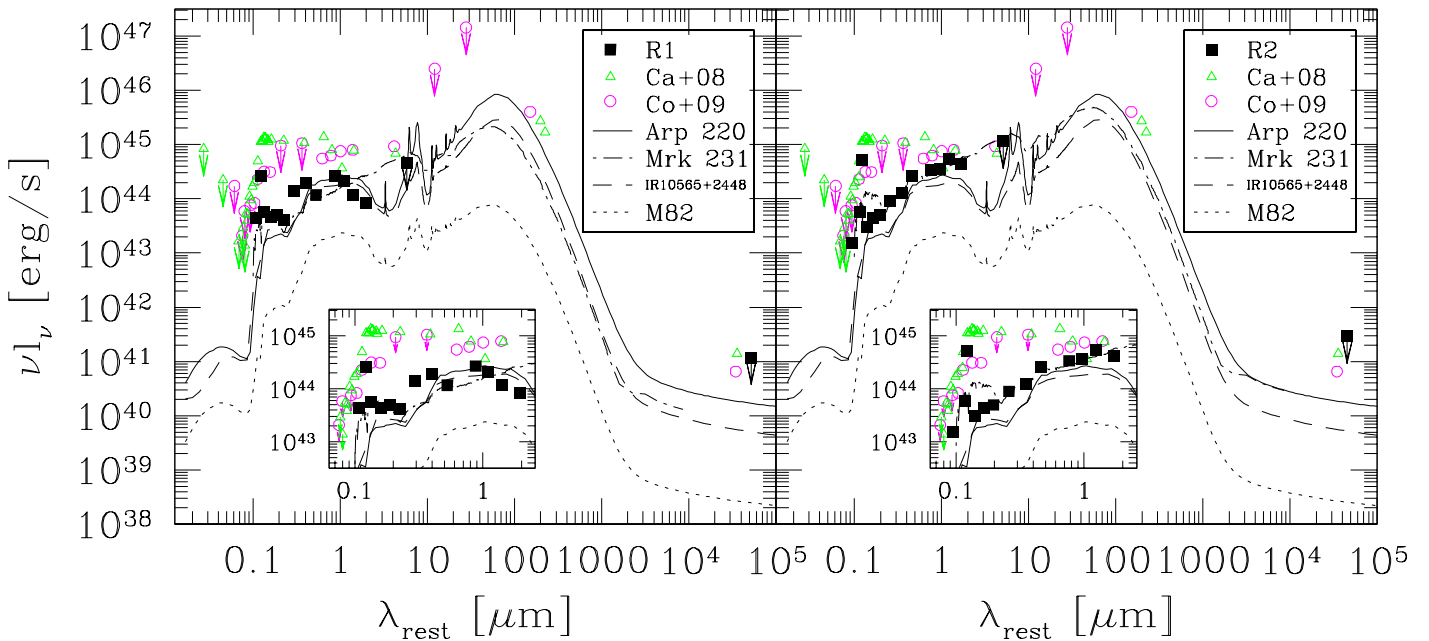 νl_ν [erg/s]
10^47
10^46
10^45
10^44
10^43
10^42
10^41
10^40
10^39
10^38
R1
Ca+08
Co+09
Arp 220
Mrk 231
IR10565+2448
M82
10^45
10^44
10^43
0.1
1
0.1
1
10
100
1000
10^4
10^5
λ_rest [μm]
R2
Ca+08
Co+09
Arp 220
Mrk 231
IR10565+2448
M82
10^45
10^44
10^43
0.1
1
0.1
1
10
100
1000
10^4
10^5
λ_rest [μm]